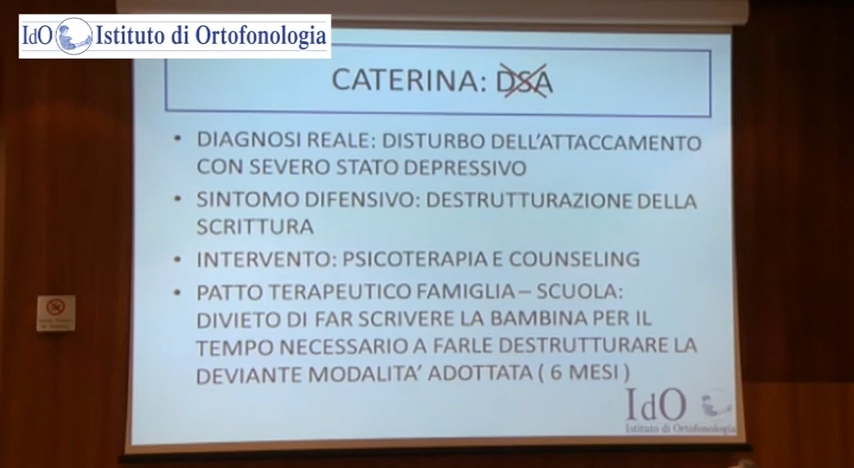 IdO Istituto di Ortofonologia
CATERINA: DSA
• DIAGNOSI REALE: DISTURBO DELL'ATTACCAMENTO
CON SEVERO STATO DEPRESSIVO
• SINTOMO DIFENSIVO: DESTRUTTURAZIONE DELLA
SCRITTURA
• INTERVENTO: PSICOTERAPIA E COUNSELING
• PATTO TERAPEUTICO FAMIGLIA – SCUOLA:
DIVIETO DI FAR SCRIVERE LA BAMBINA PER IL
TEMPO NECESSARIO A FARLE DESTRUTTURARE LA
DEVIANTE MODALITA' ADOTTATA ( 6 MESI )
IdO
Istituto di Ortofonologia